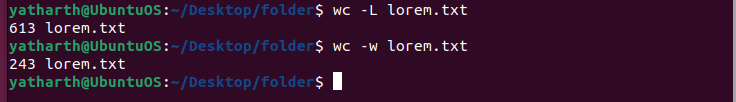 yatharth@UbuntuOS:~/Desktop/folder$ wc -L lorem.txt
613 lorem.txt
yatharth@UbuntuOS:~/Desktop/folder$ wc -w lorem.txt
243 lorem.txt
yatharth@UbuntuOS:~/Desktop/folder$